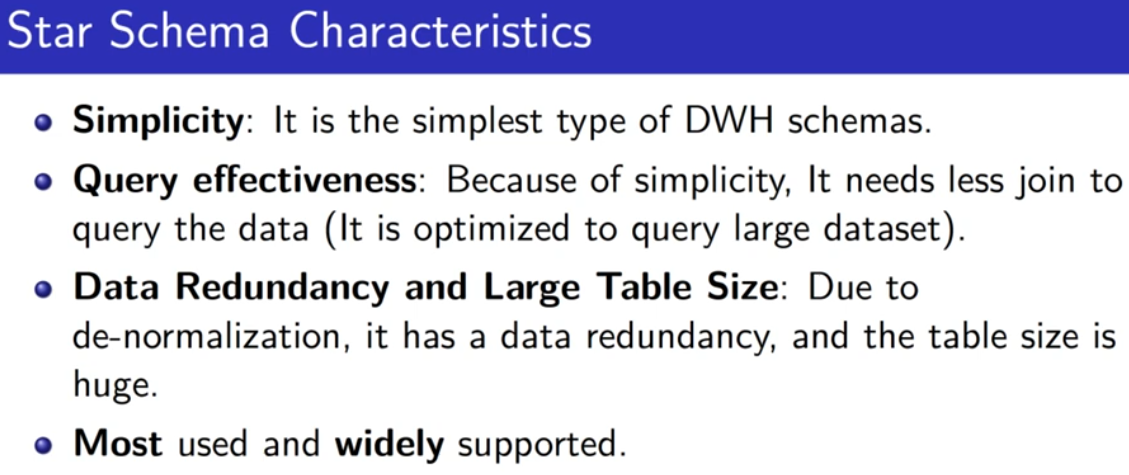 Star Schema Characteristics
Simplicity: It is the simplest type of DWH schemas.
Query effectiveness: Because of simplicity, It needs less join to
query the data (It is optimized to query large dataset).
Data Redundancy and Large Table Size: Due to
de-normalization, it has a data redundancy, and the table size is
huge.
Most used and widely supported.